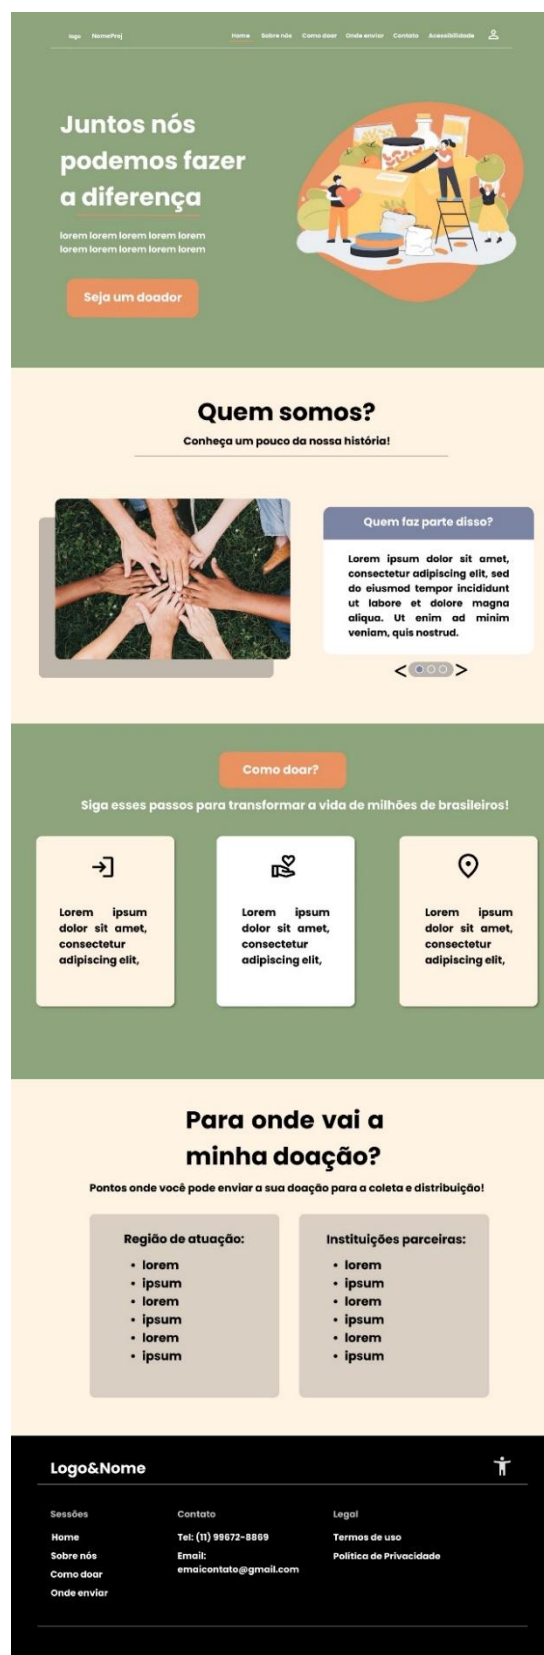 logo NomeProj Home Sobre nós Como doar Onde enviar Contato Acessibilidade
Juntos nós
podemos fazer
a diferença
lorem lorem lorem lorem lorem
lorem lorem lorem lorem lorem
Seja um doador
Quem somos?
Conheça um pouco da nossa história!
Quem faz parte disso?
Lorem ipsum dolor sit amet,
consectetur adipiscing elit, sed
do eiusmod tempor incididunt
ut labore et dolore magna
aliqua. Ut enim ad minim
veniam, quis nostrud.
Como doar?
Siga esses passos para transformar a vida de milhões de brasileiros!
Lorem ipsum
dolor sit amet,
consectetur
adipiscing elit,
Lorem ipsum
dolor sit amet,
consectetur
adipiscing elit,
Lorem ipsum
dolor sit amet,
consectetur
adipiscing elit,
Para onde vai a
minha doação?
Pontos onde você pode enviar a sua doação para a coleta e distribuição!
Região de atuação:
• lorem
• ipsum
• lorem
• ipsum
• lorem
• ipsum
Instituições parceiras:
• lorem
• ipsum
• lorem
• ipsum
• lorem
• ipsum
Logo&Nome
Sessões
Home
Sobre nós
Como doar
Onde enviar
Contato
Tel: (11) 99672-8869
Email:
emaicontato@gmail.com
Legal
Termos de uso
Política de Privacidade